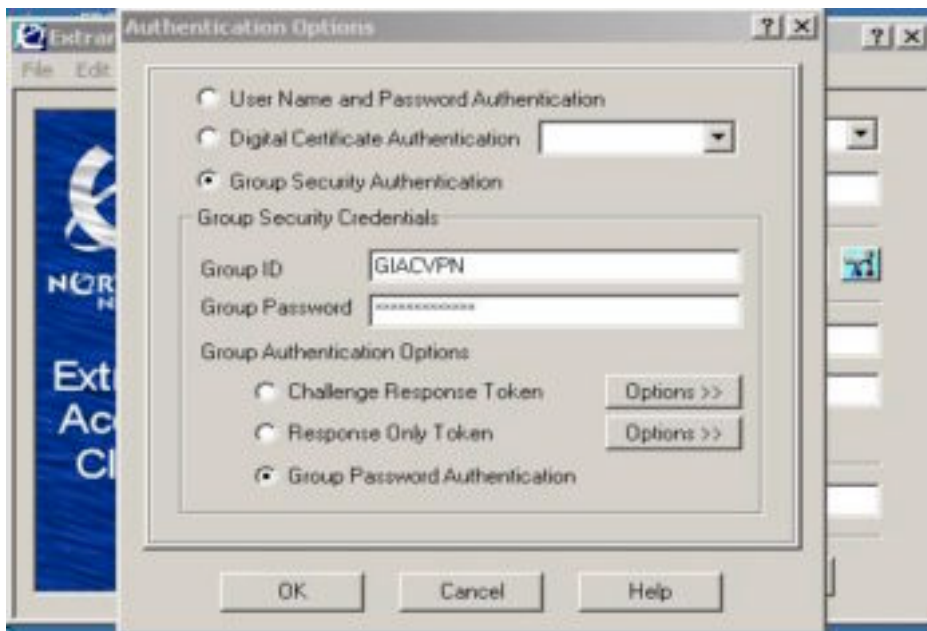 Authentication Options
Extran
File Edit
User Name and Password Authentication
Digital Certificate Authentication
Group Security Authentication
Group Security Credentials
Group ID GIACVPN
Group Password *************
Group Authentication Options
Challenge Response Token Options >>
Response Only Token Options >>
Group Password Authentication
OK Cancel Help
NOR
N
Ext
Ac
Cl